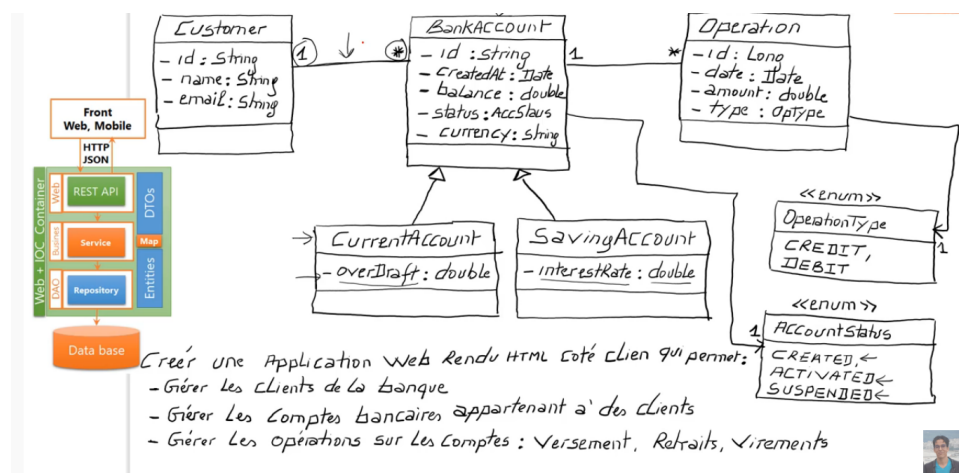 Front
Web, Mobile
HTTP
JSON
Web + IOC Container
Web
REST API
DTOs
Busines
Service
Map
DAO
Repository
Entities
Data base
Customer
- id : String
- name : String
- email : String
1
*
BankAccount
- id : String
- createdAt : Date
- balance : double
- status : AccStaus
- currency : string
1
*
Operation
- id : Long
- date : Date
- amount : double
- type : OpType
CurrentAccount
- overDraft : double
SavingAccount
- interestRate : double
<<enum>>
OperationType
1
CREDIT,
DEBIT
<<enum>>
1
AccountStatus
CREATED,
ACTIVATED
SUSPENDED
Creér une Application Web Rendu HTML Coté clien qui permet :
- Gérer les clients de la banque
- Gérer les Comptes bancaires appartenant à des clients
- Gérer les opérations sur les Comptes : Versement, Retraits, Virements